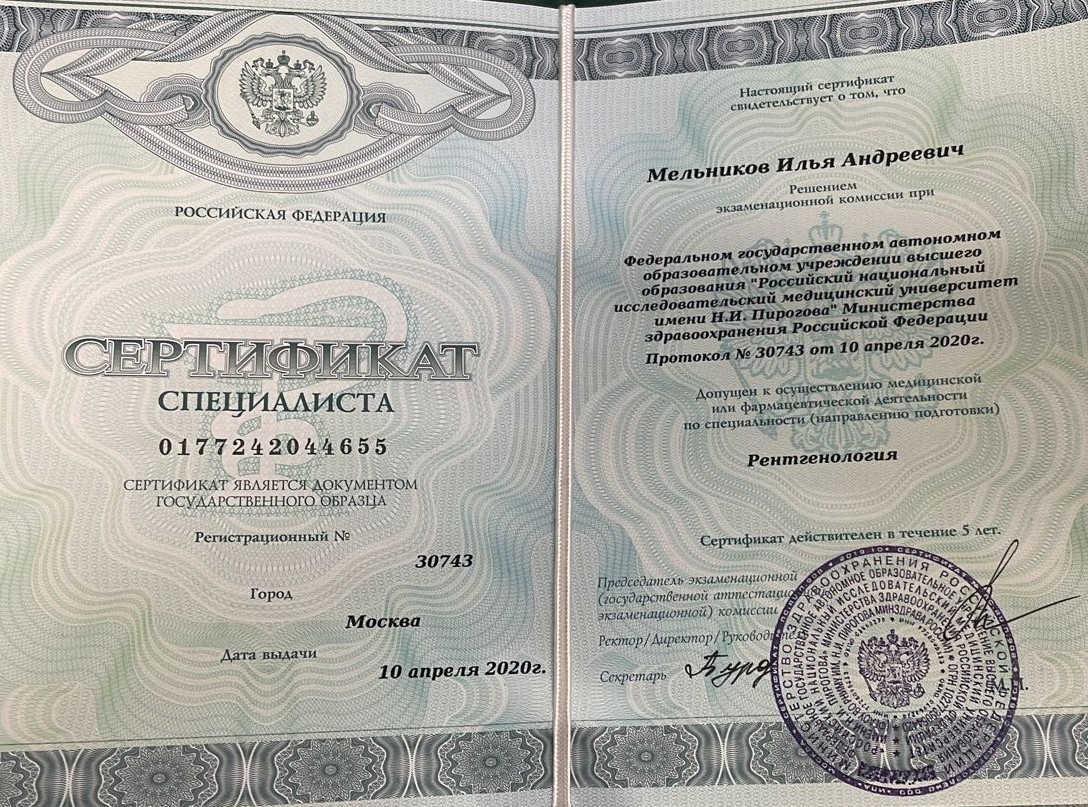 РОССИЙСКАЯ ФЕДЕРАЦИЯ
СЕРТИФИКАТ
СПЕЦИАЛИСТА
0177242044655
СЕРТИФИКАТ ЯВЛЯЕТСЯ ДОКУМЕНТОМ
ГОСУДАРСТВЕННОГО ОБРАЗЦА
Регистрационный №
30743
Город
Москва
Дата выдачи
10 апреля 2020г.
Настоящий сертификат
свидетельствует о том, что
Мельников Илья Андреевич
Решением
экзаменационной комиссии при
Федеральном государственном автономном
образовательном учреждении высшего
образования "Российский национальный
исследовательский медицинский университет
имени Н.И. Пирогова" Министерства
здравоохранения Российской Федерации
Протокол № 30743 от 10 апреля 2020г.
Допущен к осуществлению медицинской
или фармацевтической деятельности
по специальности (направлению подготовки)
Рентгенология
Сертификат действителен в течение 5 лет.
Председатель экзаменационной
(государственной аттестационной
экзаменационной) комиссии
Ректор/Директор/Руководитель
Секретарь
М.П.
МИНИСТЕРСТВО ЗДРАВООХРАНЕНИЯ РОССИЙСКОЙ ФЕДЕРАЦИИ